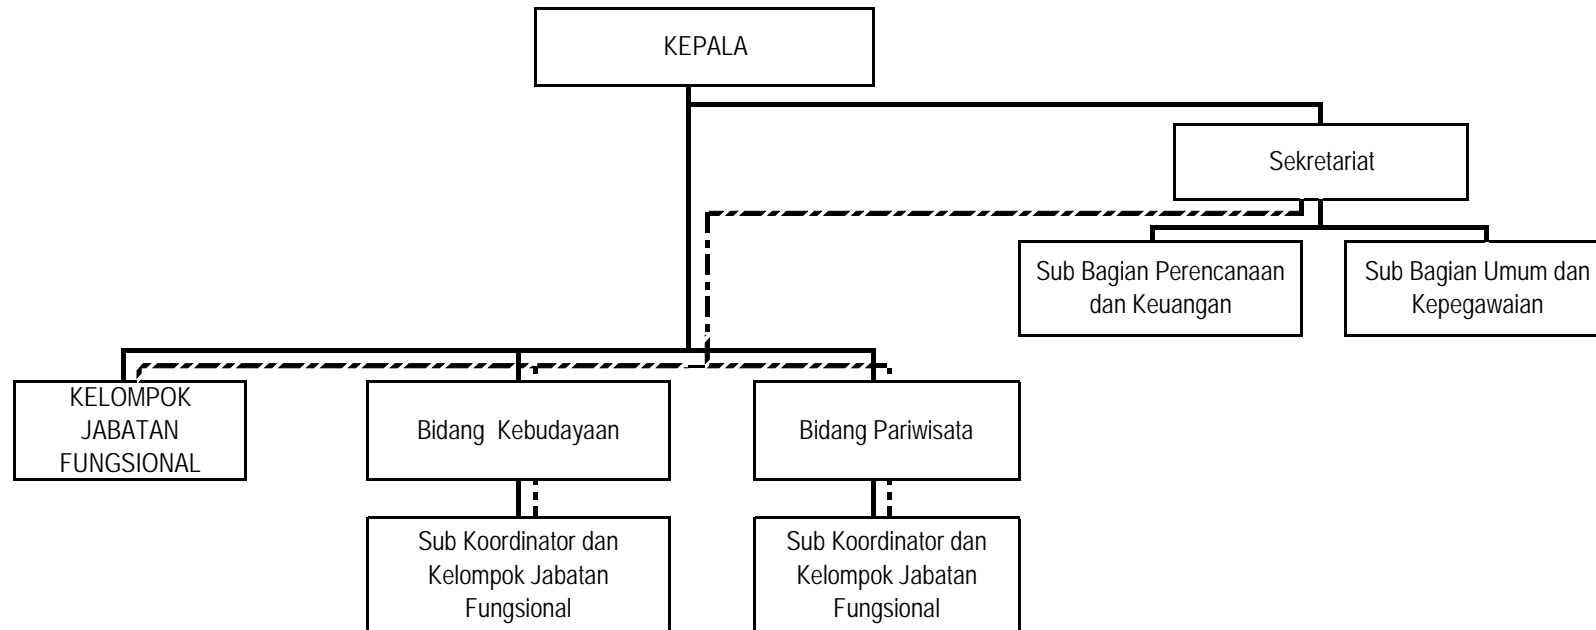 KEPALA
Sekretariat
Sub Bagian Perencanaan
dan Keuangan
Sub Bagian Umum dan
Kepegawaian
KELOMPOK
JABATAN
FUNGSIONAL
Bidang  Kebudayaan
Bidang Pariwisata
Sub Koordinator dan
Kelompok Jabatan
Fungsional
Sub Koordinator dan
Kelompok Jabatan
Fungsional